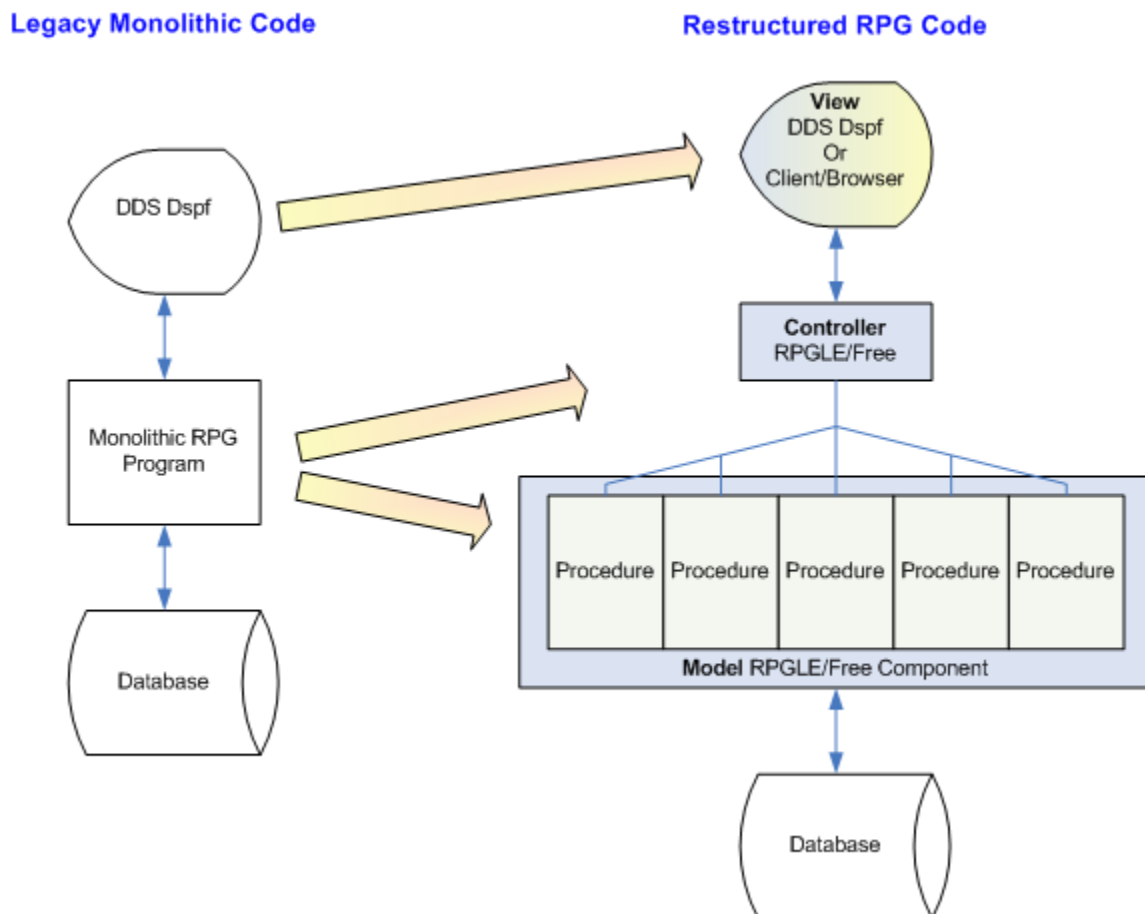 Legacy Monolithic Code
Restructured RPG Code
DDS Dspf
Monolithic RPG
Program
Database
View
DDS Dspf
Or
Client/Browser
Controller
RPGLE/Free
Procedure
Procedure
Procedure
Procedure
Procedure
Model RPGLE/Free Component
Database